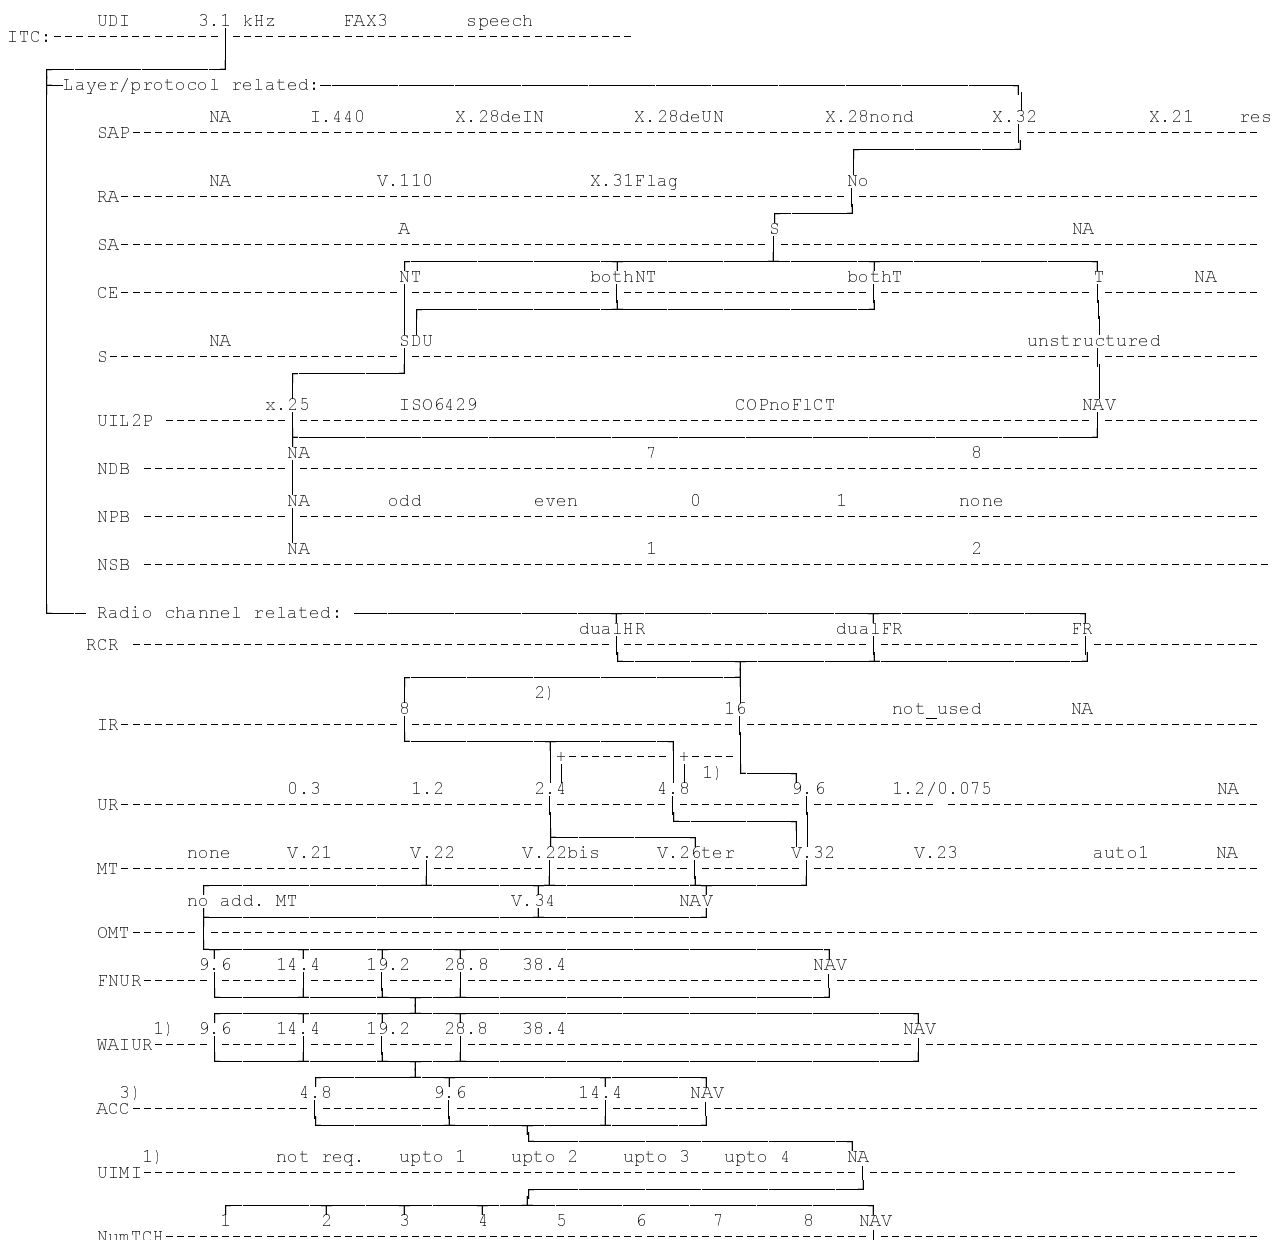 UDI 3.1 kHz FAX3 speech
ITC:
Layer/protocol related:
NA I.440 X.28deIN X.28deUN X.28nond X.32 X.21 res
SAP
NA V.110 X.31Flag No
RA
A S NA
SA
NT bothNT bothT T NA
CE
NA SDU unstructured
S
x.25 ISO6429 COPnoFlCT NAV
UIL2P
NA 7 8
NDB
NA odd even 0 1 none
NPB
NA 1 2
NSB
Radio channel related:
dualHR dualFR FR
RCR
2)
8 16 not_used NA
IR
+ +
1)
0.3 1.2 2.4 4.8 9.6 1.2/0.075 NA
UR
none V.21 V.22 V.22bis V.26ter V.32 V.23 auto1 NA
MT
no add. MT V.34 NAV
OMT
9.6 14.4 19.2 28.8 38.4 NAV
FNUR
1) 9.6 14.4 19.2 28.8 38.4 NAV
WAIUR
3) 4.8 9.6 14.4 NAV
ACC
1) not req. upto 1 upto 2 upto 3 upto 4 NA
UIMI
1 2 3 4 5 6 7 8 NAV
NumTCH